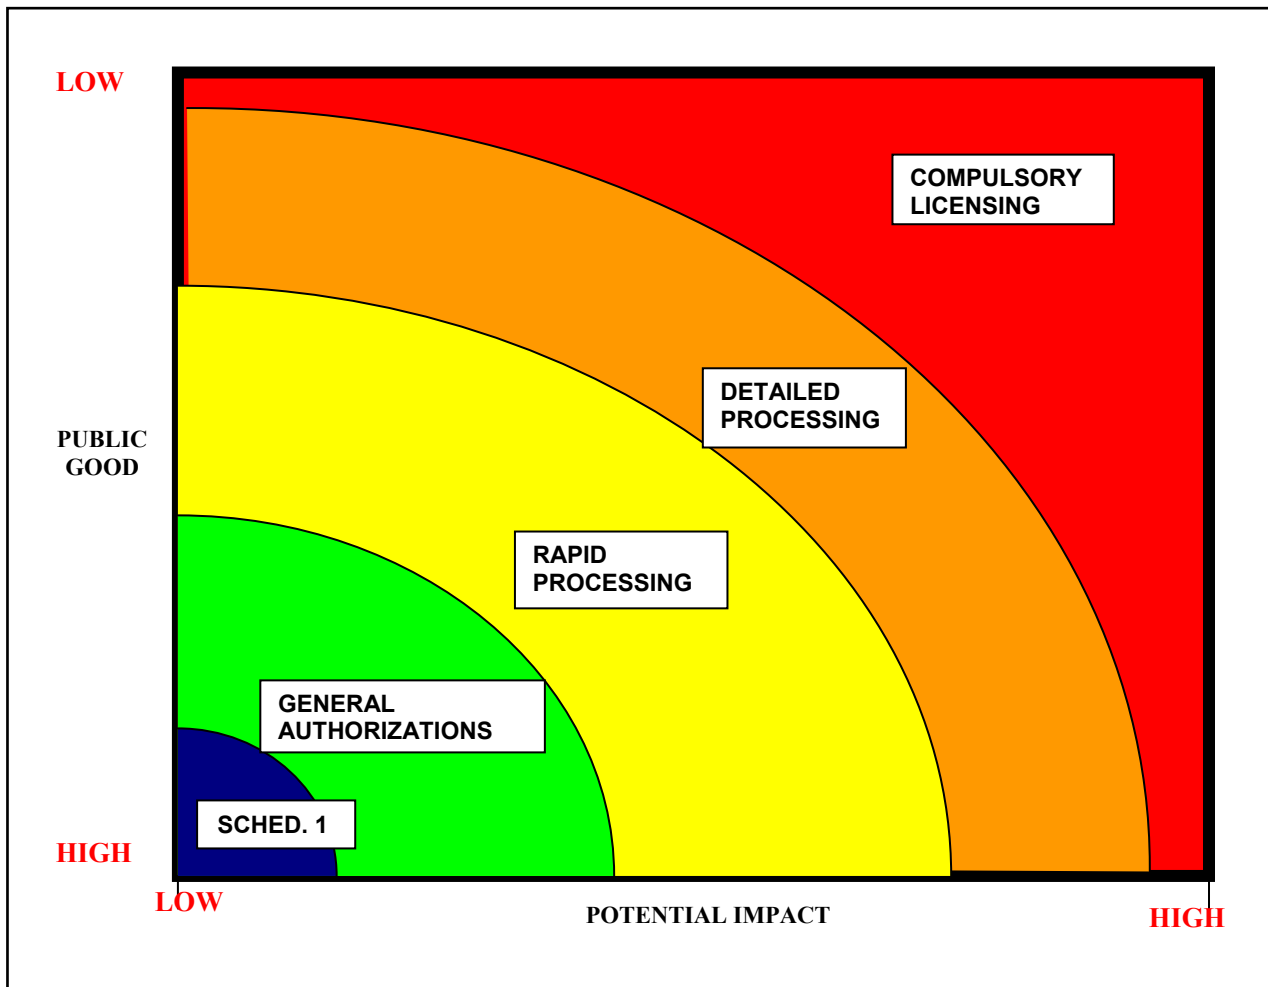 LOW
COMPULSORY
LICENSING
DETAILED
PROCESSING
PUBLIC
GOOD
RAPID
PROCESSING
GENERAL
AUTHORIZATIONS
SCHED. 1
HIGH
LOW
POTENTIAL IMPACT
HIGH